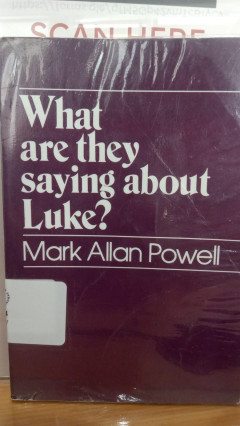 SCAN HERE
What
are they
saying about
Luke?
Mark Allan Powell